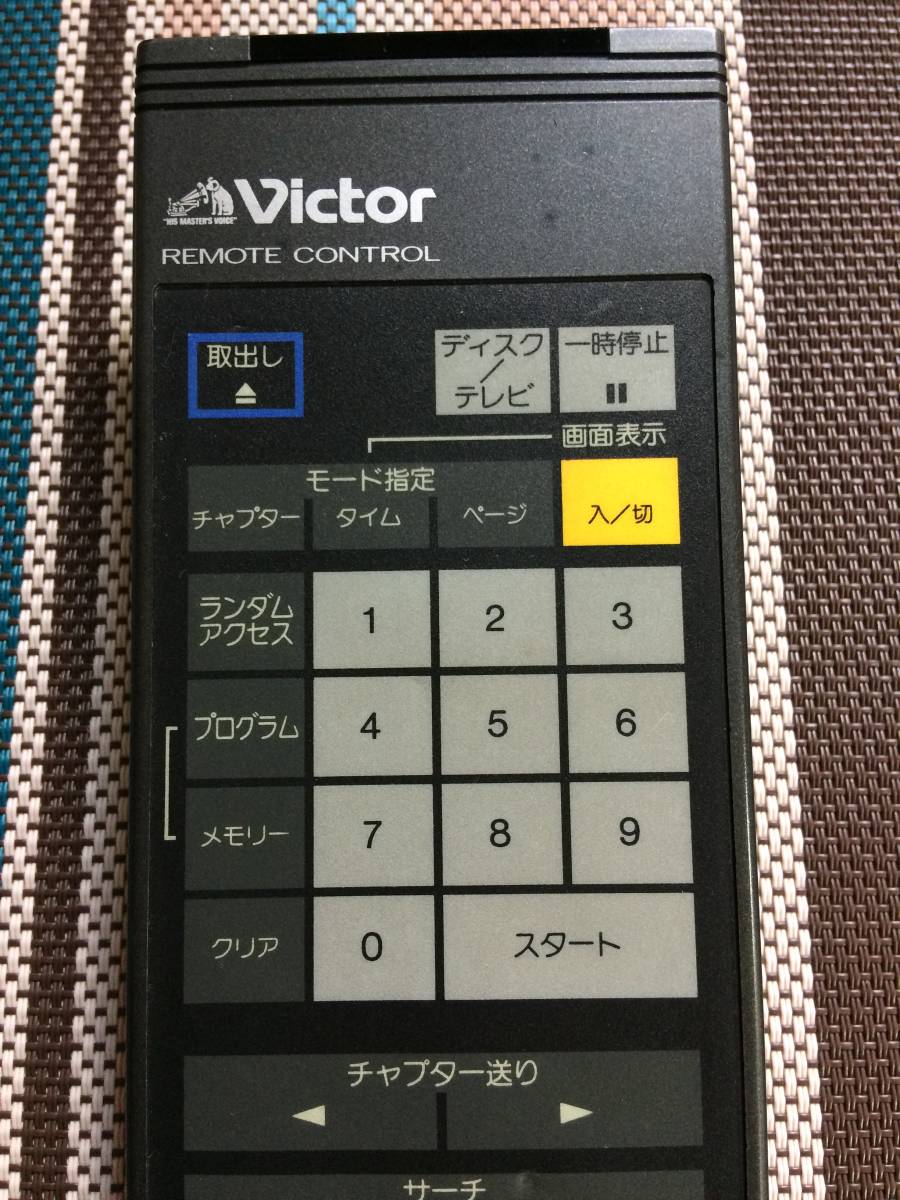 "HIS MASTER'S VOICE"
Victor
REMOTE CONTROL
取出し
ディスク
／
テレビ
一時停止
画面表示
モード指定
チャプター
タイム
ページ
入／切
ランダム
アクセス
1
2
3
プログラム
4
5
6
メモリー
7
8
9
クリア
0
スタート
チャプター送り
サーチ